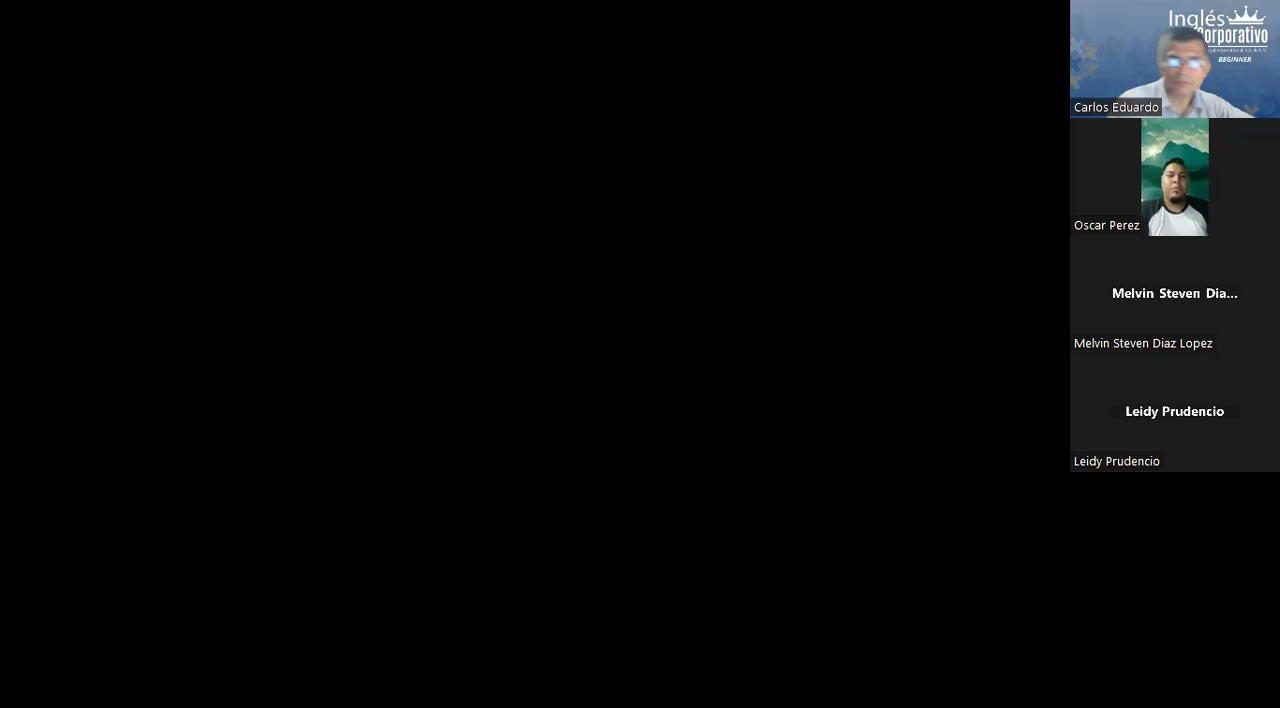 Inglés
Corporativo
BEGINNER
Carlos Eduardo
Oscar Perez
Melvin Steven Dia...
Melvin Steven Diaz Lopez
Leidy Prudencio
Leidy Prudencio